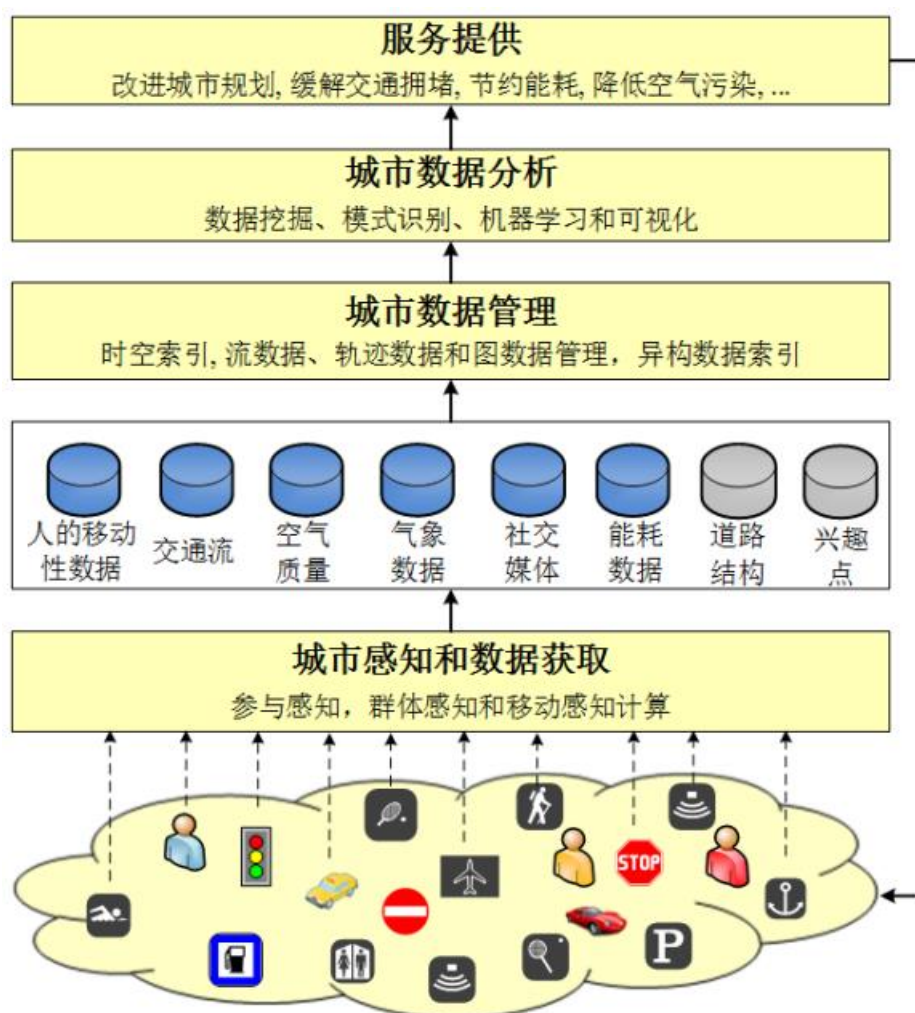 服务提供
改进城市规划, 缓解交通拥堵, 节约能耗, 降低空气污染, ...
城市数据分析
数据挖掘、模式识别、机器学习和可视化
城市数据管理
时空索引, 流数据、轨迹数据和图数据管理，异构数据索引
人的移动
性数据
交通流
空气
质量
气象
数据
社交
媒体
能耗
数据
道路
结构
兴趣
点
城市感知和数据获取
参与感知，群体感知和移动感知计算
STOP
P